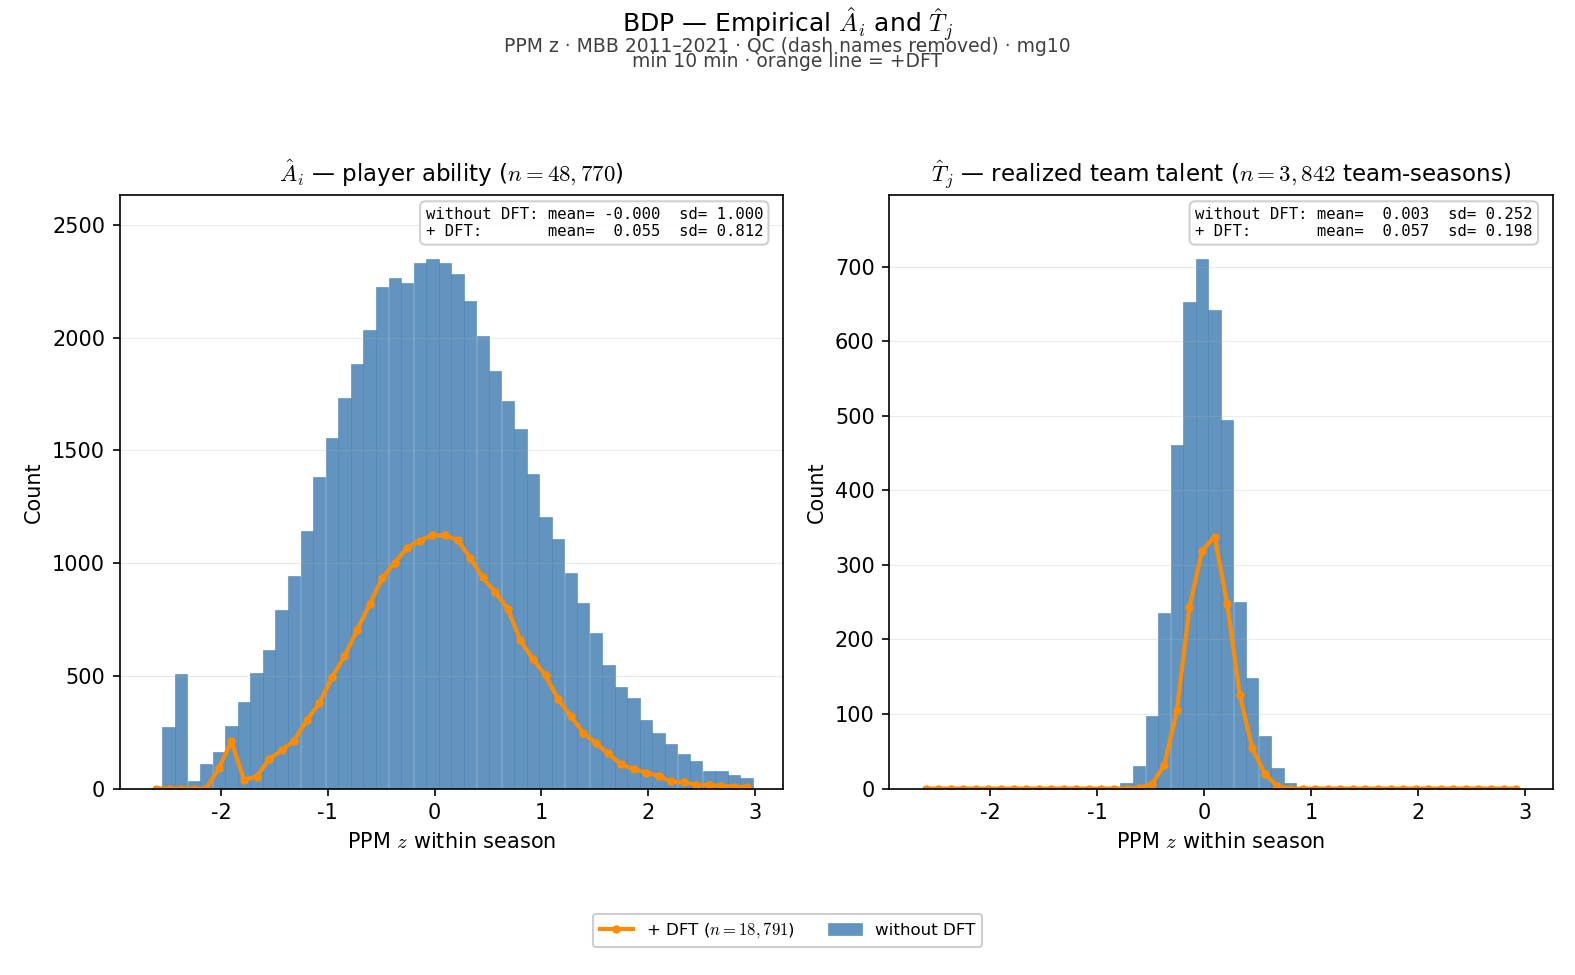 BDP — Empirical Â_i and T̂_j
PPM z · MBB 2011–2021 · QC (dash names removed) · mg10
min 10 min · orange line = +DFT
Â_i — player ability (n = 48, 770)
without DFT: mean= -0.000 sd= 1.000
+ DFT: mean= 0.055 sd= 0.812
2500
2000
1500
1000
500
0
Count
-2 -1 0 1 2 3
PPM z within season
T̂_j — realized team talent (n = 3, 842 team-seasons)
without DFT: mean= 0.003 sd= 0.252
+ DFT: mean= 0.057 sd= 0.198
700
600
500
400
300
200
100
0
Count
-2 -1 0 1 2 3
PPM z within season
+ DFT (n = 18, 791) without DFT